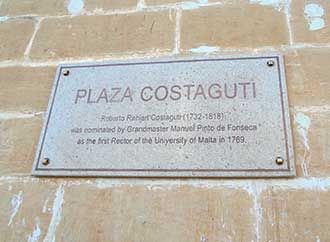 PLAZA COSTAGUTI
Roberto Ranieri Costaguti (1732-1818)
was nominated by Grandmaster Manuel Pinto de Fonseca
as the first Rector of the University of Malta in 1769.